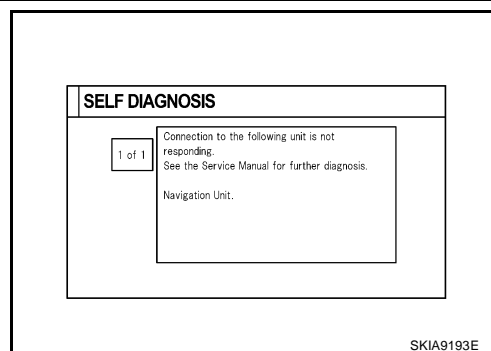 SELF DIAGNOSIS
1 of 1
Connection to the following unit is not
responding.
See the Service Manual for further diagnosis.
Navigation Unit.
SKIA9193E